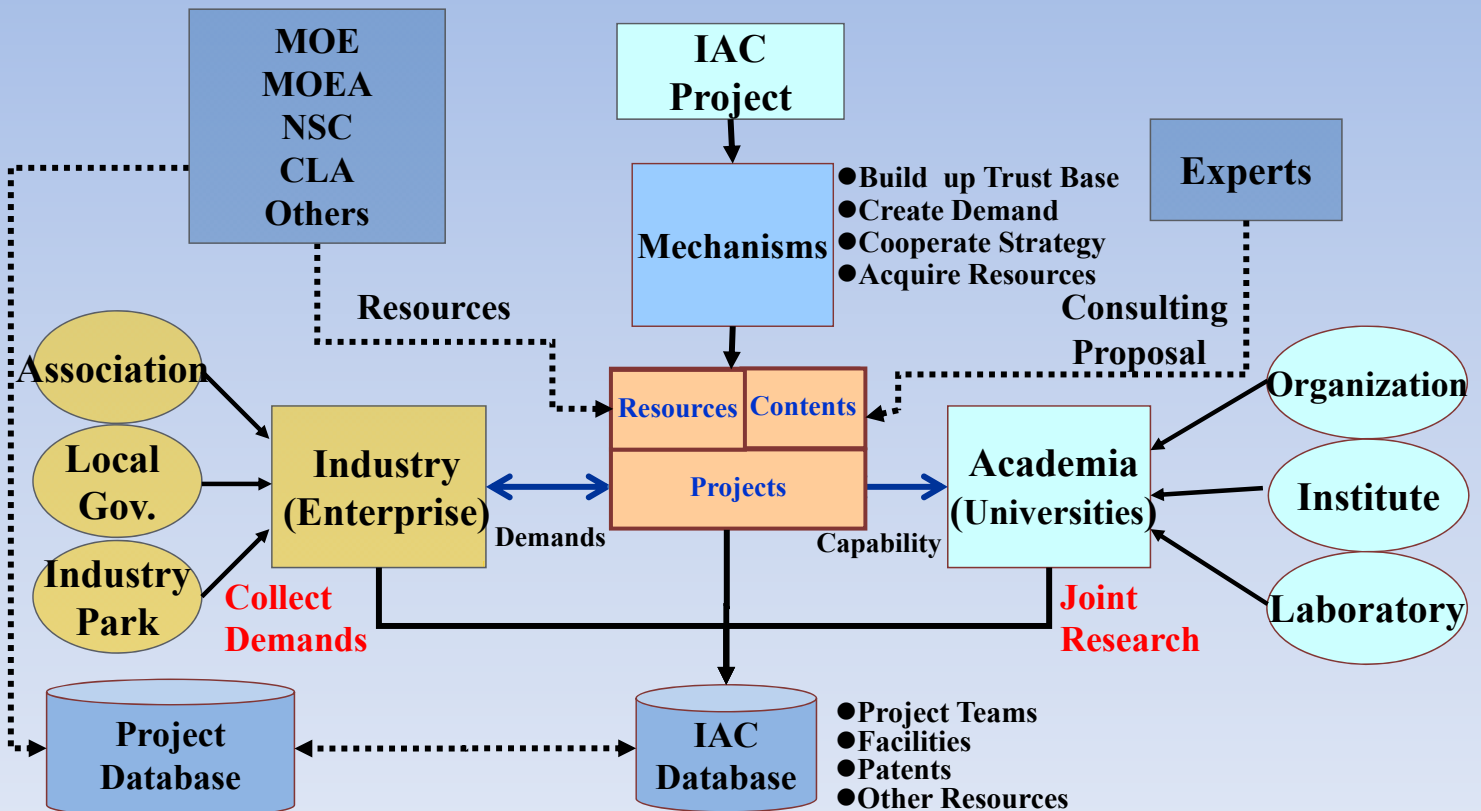 MOE
MOEA
NSC
CLA
Others
IAC
Project
Experts
Mechanisms
●Build  up Trust Base
●Create Demand
●Cooperate Strategy
●Acquire Resources
Resources
Consulting
Proposal
Association
Local
Gov.
Industry
Park
Industry
(Enterprise)
Resources
Contents
Projects
Demands
Capability
Academia
(Universities)
Organization
Institute
Laboratory
Collect
Demands
Joint
Research
Project
Database
IAC
Database
●Project Teams
●Facilities
●Patents
●Other Resources